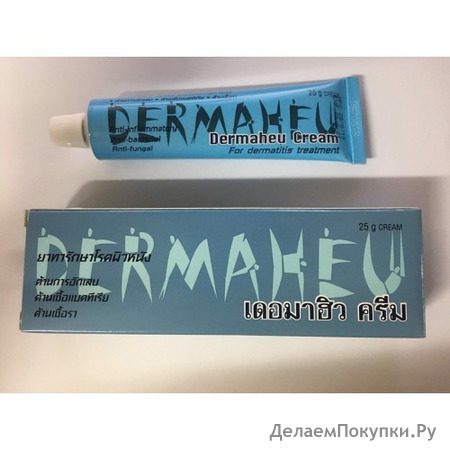 25 g CREAM
DERMAHEU
Anti-inflammatory
Anti-bacterial
Anti-fungal
Dermaheu Cream
For dermatitis treatment
25 g CREAM
DERMAHEU
ยาทารักษาโรคผิวหนัง
ต้านการอักเสบ
ต้านเชื้อแบคทีเรีย
ต้านเชื้อรา
เดอมาฮิว ครีม
ДелаемПокупки.Ру